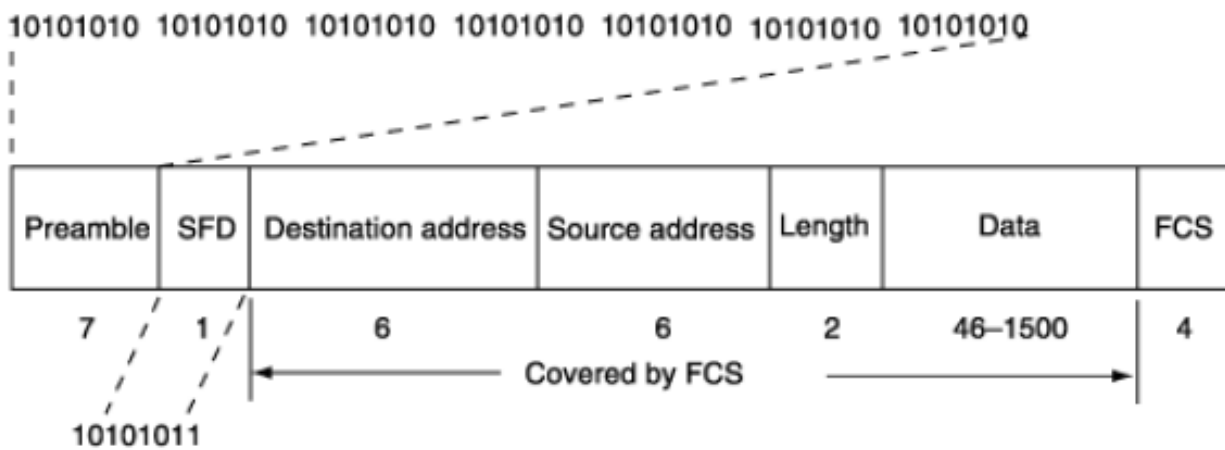 10101010 10101010 10101010 10101010 10101010 10101010 10101010
Preamble SFD Destination address Source address Length Data FCS
7 1 6 6 2 46–1500 4
Covered by FCS
10101011